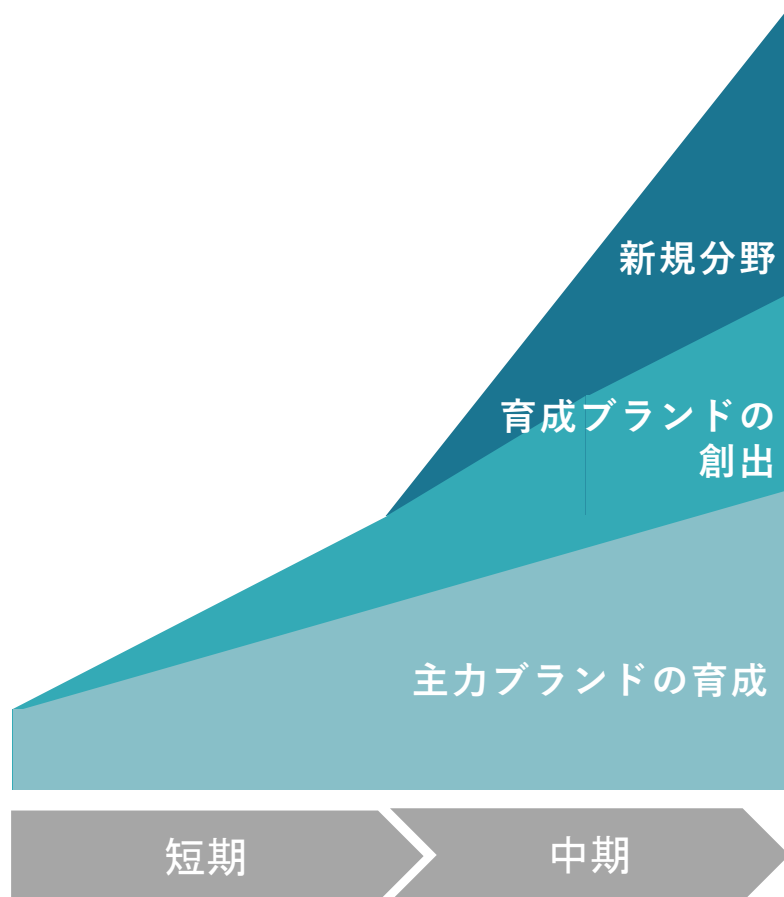 新規分野
育成ブランドの
創出
主力ブランドの育成
短期
中期